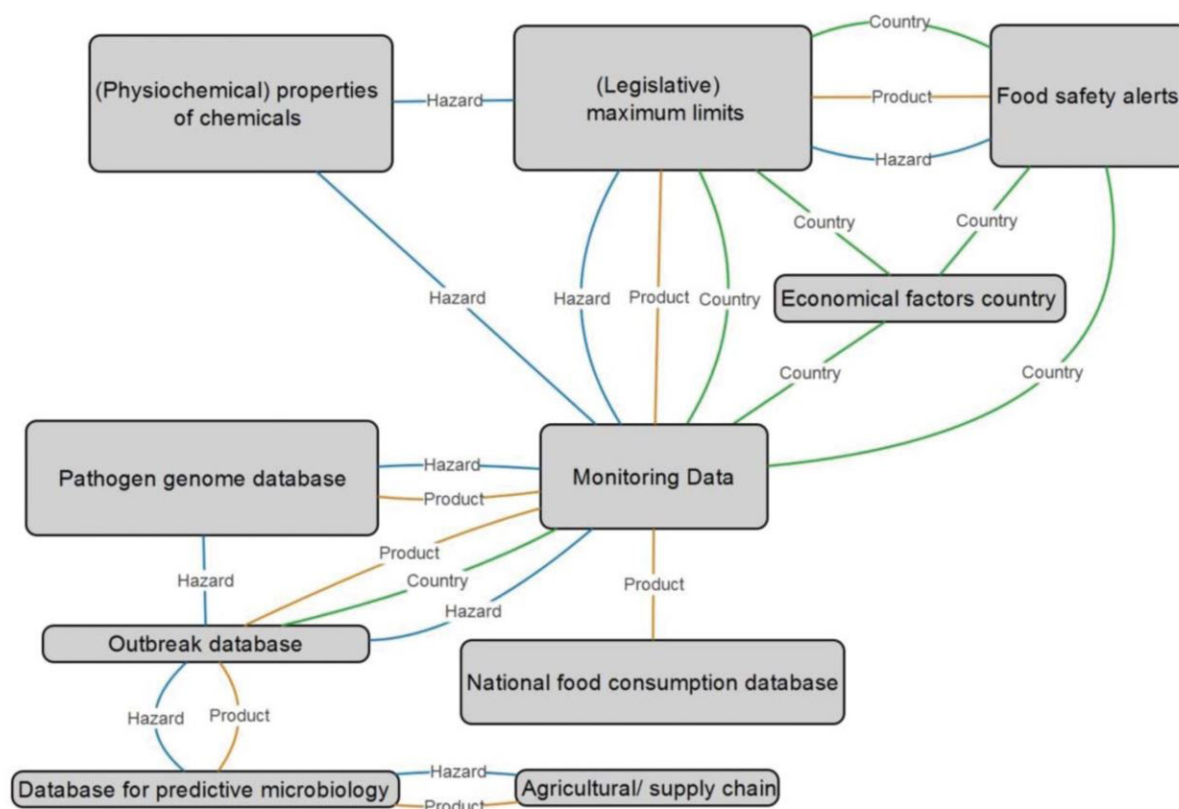 Country
(Physiochemical) properties
of chemicals
Hazard
(Legislative)
maximum limits
Product
Food safety alerts
Hazard
Country
Country
Hazard
Hazard
Product
Country
Economical factors country
Country
Country
Pathogen genome database
Hazard
Product
Monitoring Data
Product
Country
Hazard
Hazard
Product
Outbreak database
National food consumption database
Hazard
Product
Database for predictive microbiology
Hazard
Product
Agricultural/ supply chain